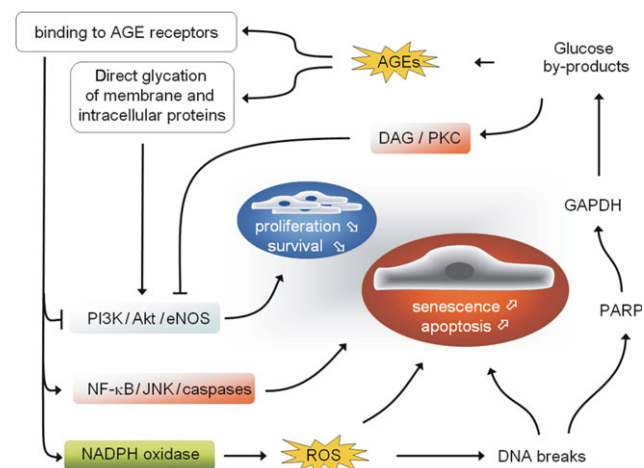 binding to AGE receptors
AGEs
Glucose
by-products
Direct glycation
of membrane and
intracellular proteins
DAG / PKC
GAPDH
proliferation ⬂
survival ⬂
senescence ⬀
apoptosis ⬀
PI3K/Akt/eNOS
PARP
NF-κB/JNK/caspases
NADPH oxidase
ROS
DNA breaks